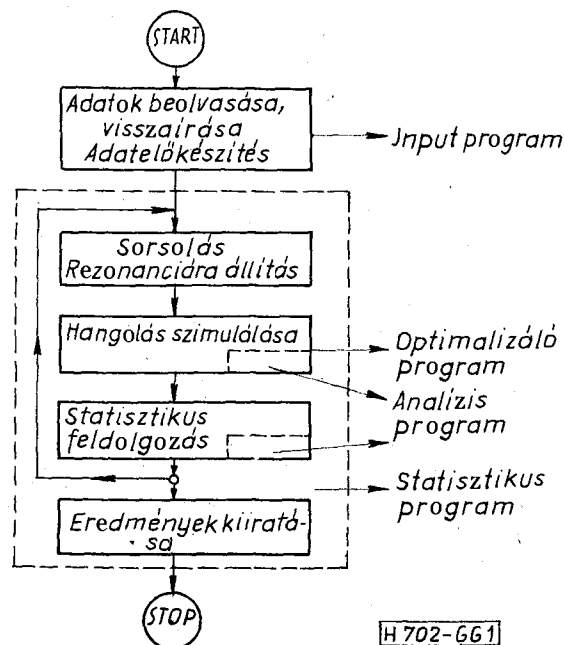 START
Adatok beolvasása,
visszaírása
Adatelőkészítés
Input program
Sorsolás
Rezonanciára állítás
Hangolás szimulálása
Optimalizáló
program
Analízis
program
Statisztikus
feldolgozás
Statisztikus
program
Eredmények kiiratá-
sa
STOP
H 702-GG1